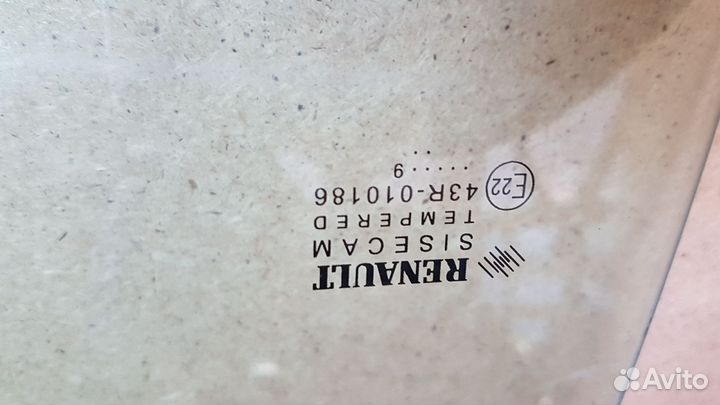 RENAULT
SISECAM
TEMPERED
E22 43R-010186
.....9
..
Avito